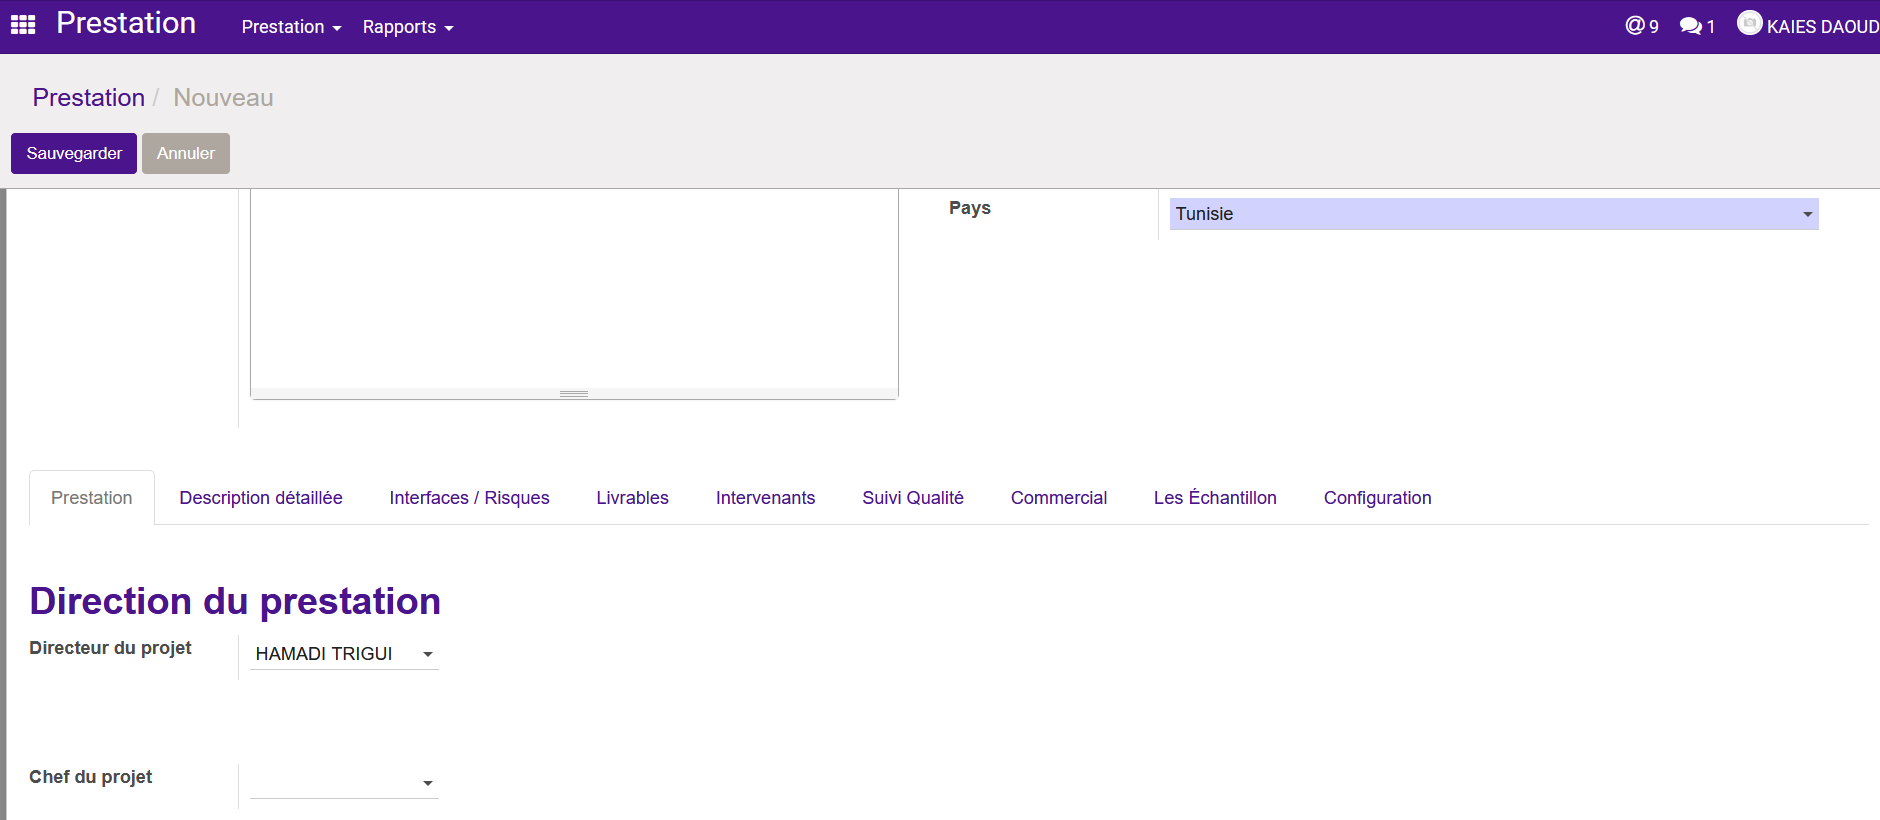 Prestation Prestation Rapports @ 9 1 KAIES DAOUD
Prestation / Nouveau
Sauvegarder Annuler
Pays Tunisie
Prestation Description détaillée Interfaces / Risques Livrables Intervenants Suivi Qualité Commercial Les Échantillon Configuration
Direction du prestation
Directeur du projet HAMADI TRIGUI
Chef du projet